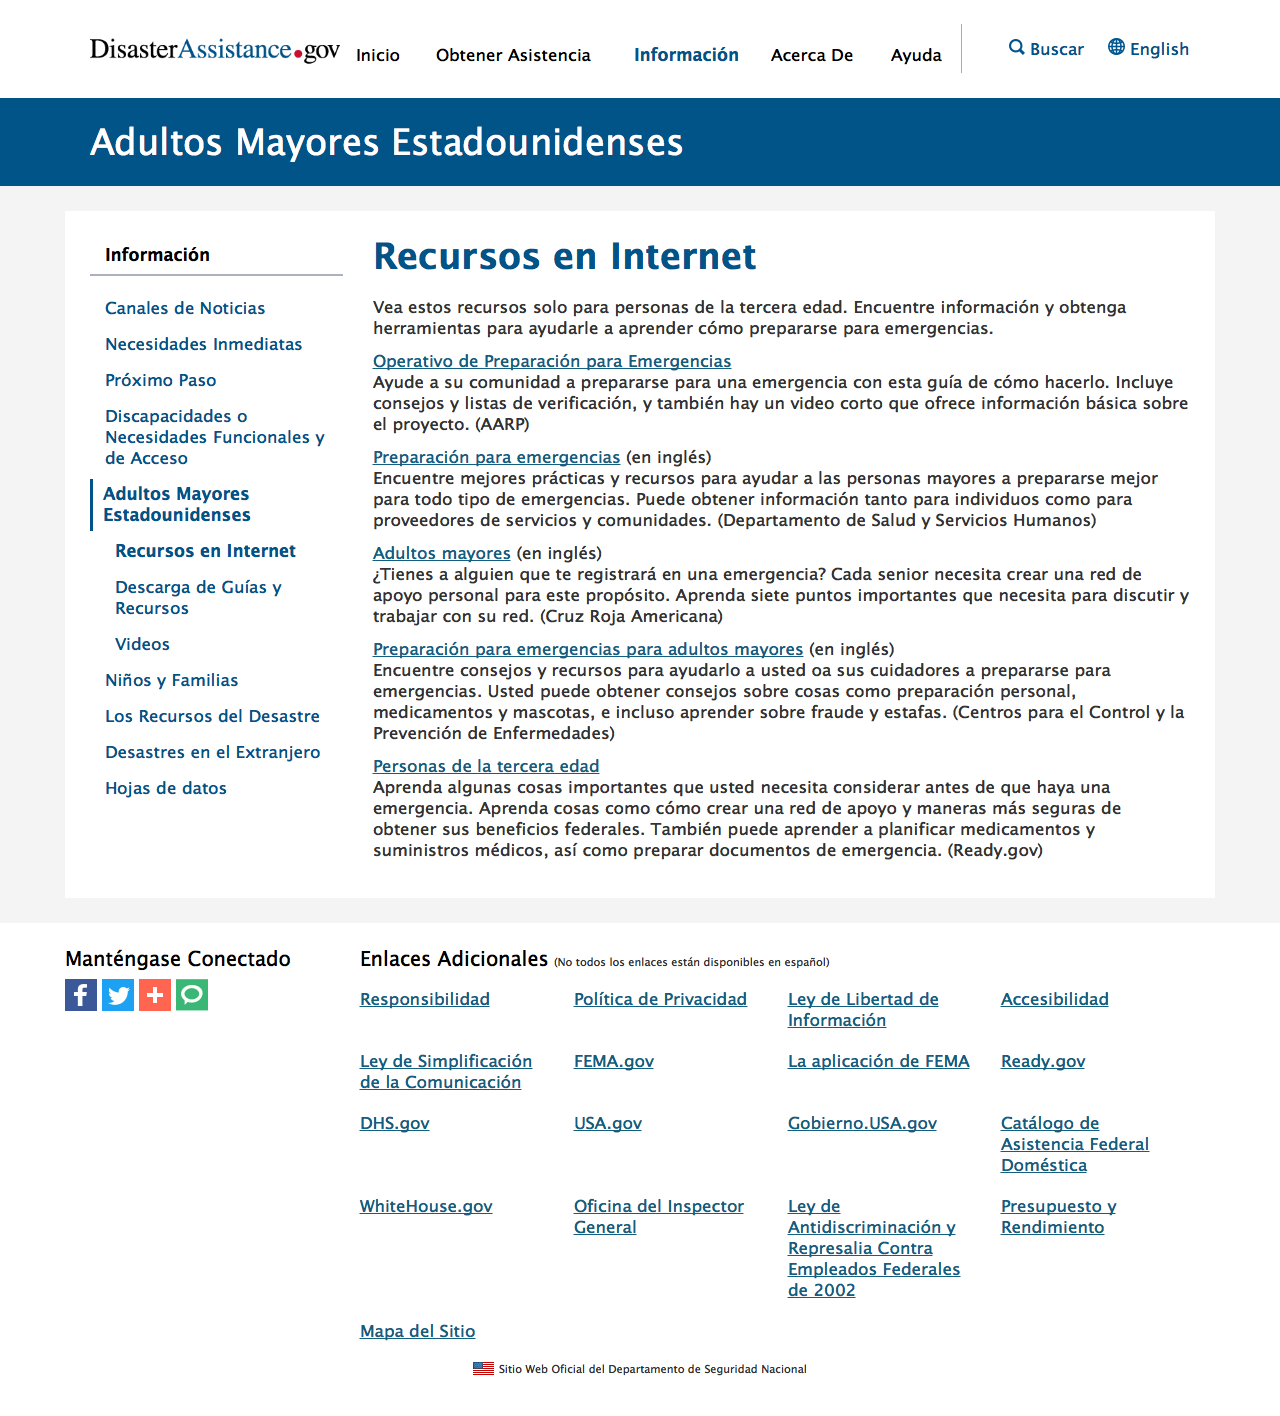 DisasterAssistance.gov
Inicio
Obtener Asistencia
Información
Acerca De
Ayuda
Buscar
English
Adultos Mayores Estadounidenses
Información
Canales de Noticias
Necesidades Inmediatas
Próximo Paso
Discapacidades o
Necesidades Funcionales y
de Acceso
Adultos Mayores
Estadounidenses
Recursos en Internet
Descarga de Guías y
Recursos
Videos
Niños y Familias
Los Recursos del Desastre
Desastres en el Extranjero
Hojas de datos
Recursos en Internet
Vea estos recursos solo para personas de la tercera edad. Encuentre información y obtenga
herramientas para ayudarle a aprender cómo prepararse para emergencias.
Operativo de Preparación para Emergencias
Ayude a su comunidad a prepararse para una emergencia con esta guía de cómo hacerlo. Incluye
consejos y listas de verificación, y también hay un video corto que ofrece información básica sobre
el proyecto. (AARP)
Preparación para emergencias (en inglés)
Encuentre mejores prácticas y recursos para ayudar a las personas mayores a prepararse mejor
para todo tipo de emergencias. Puede obtener información tanto para individuos como para
proveedores de servicios y comunidades. (Departamento de Salud y Servicios Humanos)
Adultos mayores (en inglés)
¿Tienes a alguien que te registrará en una emergencia? Cada senior necesita crear una red de
apoyo personal para este propósito. Aprenda siete puntos importantes que necesita para discutir y
trabajar con su red. (Cruz Roja Americana)
Preparación para emergencias para adultos mayores (en inglés)
Encuentre consejos y recursos para ayudarlo a usted oa sus cuidadores a prepararse para
emergencias. Usted puede obtener consejos sobre cosas como preparación personal,
medicamentos y mascotas, e incluso aprender sobre fraude y estafas. (Centros para el Control y la
Prevención de Enfermedades)
Personas de la tercera edad
Aprenda algunas cosas importantes que usted necesita considerar antes de que haya una
emergencia. Aprenda cosas como cómo crear una red de apoyo y maneras más seguras de
obtener sus beneficios federales. También puede aprender a planificar medicamentos y
suministros médicos, así como preparar documentos de emergencia. (Ready.gov)
Manténgase Conectado
Enlaces Adicionales (No todos los enlaces están disponibles en español)
Responsibilidad
Política de Privacidad
Ley de Libertad de
Información
Accesibilidad
Ley de Simplificación
de la Comunicación
FEMA.gov
La aplicación de FEMA
Ready.gov
DHS.gov
USA.gov
Gobierno.USA.gov
Catálogo de
Asistencia Federal
Doméstica
WhiteHouse.gov
Oficina del Inspector
General
Ley de
Antidiscriminación y
Represalia Contra
Empleados Federales
de 2002
Presupuesto y
Rendimiento
Mapa del Sitio
Sitio Web Oficial del Departamento de Seguridad Nacional